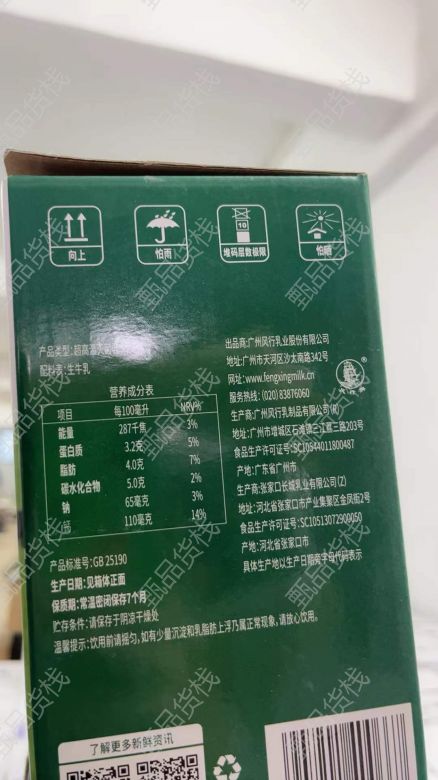 向上
怕雨
10
堆码层数极限
怕晒
产品类型:超高温灭
配料表:生牛乳
营养成分表
项目 每100毫升 NRV%
能量 287千焦 3%
蛋白质 3.2克 5%
脂肪 4.0克 7%
碳水化合物 5.0克 2%
钠 65毫克 3%
钙 110毫克 14%
产品标准号:GB 25190
生产日期:见箱体正面
保质期:常温密闭保存7个月
贮存条件:请保存于阴凉干燥处
温馨提示:饮用前请摇匀,如有少量沉淀和乳脂肪上浮乃属正常现象,请放心饮用。
出品商:广州风行乳业股份有限公司
地址:广州市天河区沙太南路342号
网址:www.fengxingmilk.cn
服务热线:(020)83876060
生产商:广州风行乳制品有限公司
地址:广州市增城区石滩镇三江荔三路203号
食品生产许可证号:SC10544011800487
产地:广东省广州市
生产商:张家口长城乳业有限公司(Z)
地址:河北省张家口市产业集聚区金凤街2号
食品生产许可证号:SC10513072900050
产地:河北省张家口市
具体产地以生产日期旁字母代码表示
了解更多新鲜资讯
甄品货栈